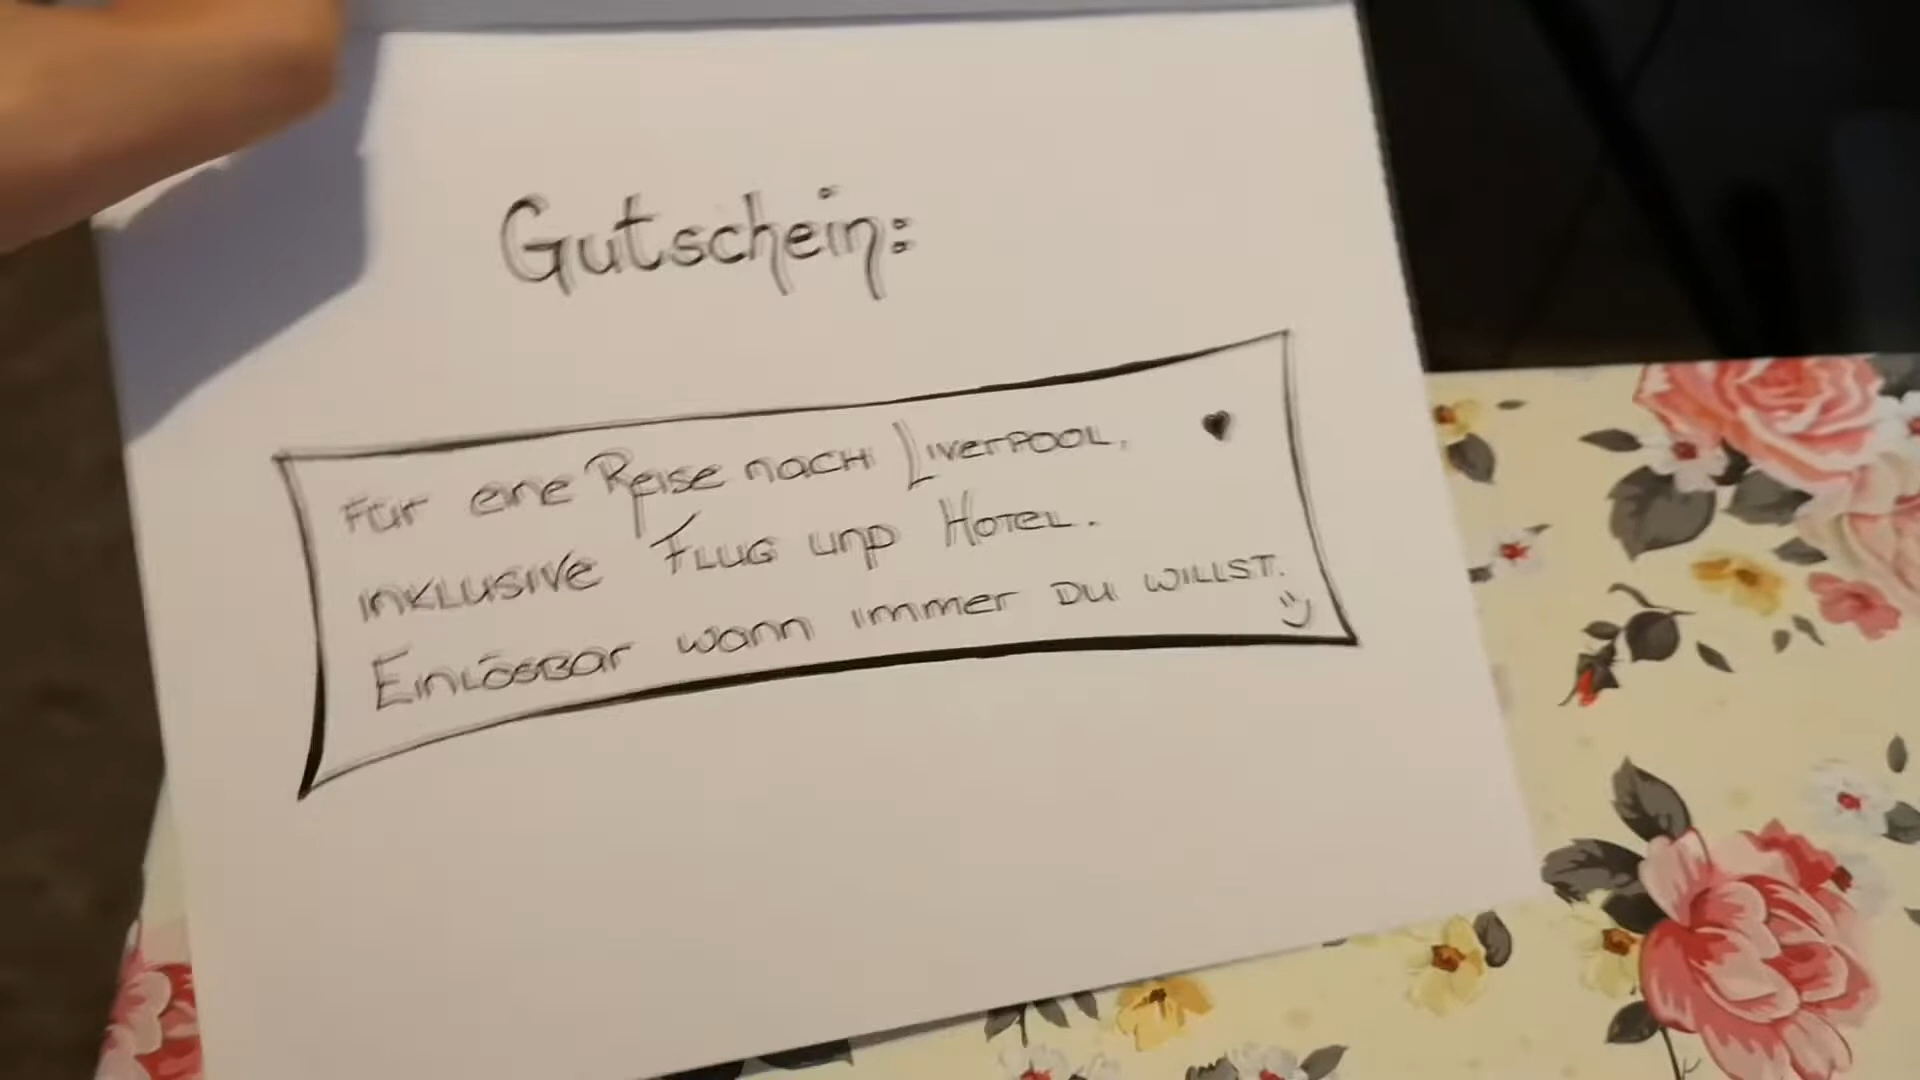 Gutschein:
Für eine Reise nach Liverpool,
inklusive Flug und Hotel.
Einlösbar wann immer Du willst.